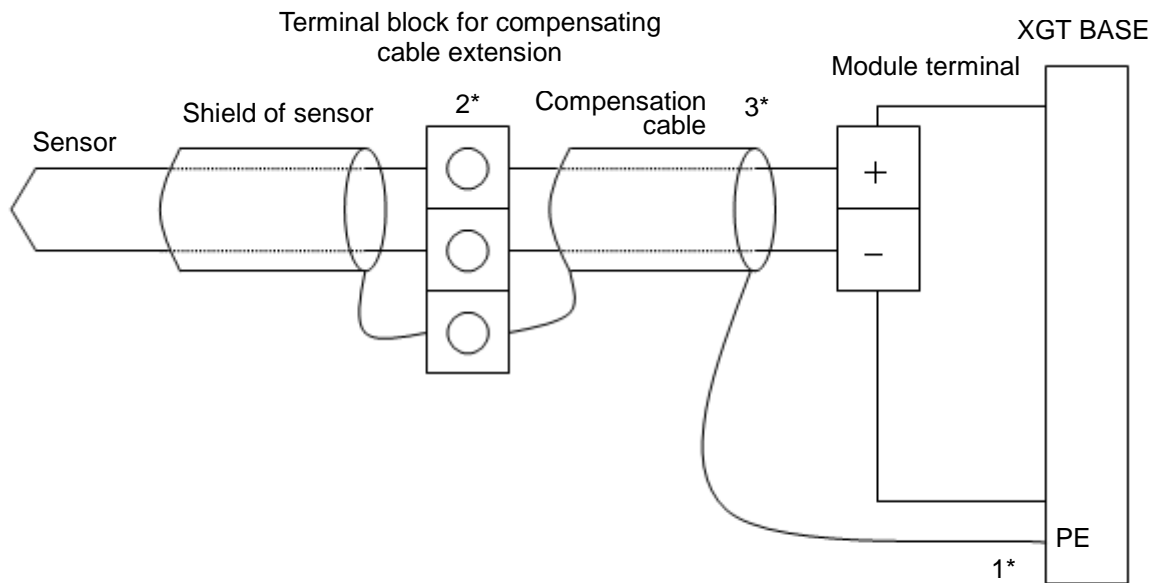 Terminal block for compensating
cable extension
XGT BASE
Module terminal
Shield of sensor
2*
Compensation
cable
3*
Sensor
+
−
PE
1*